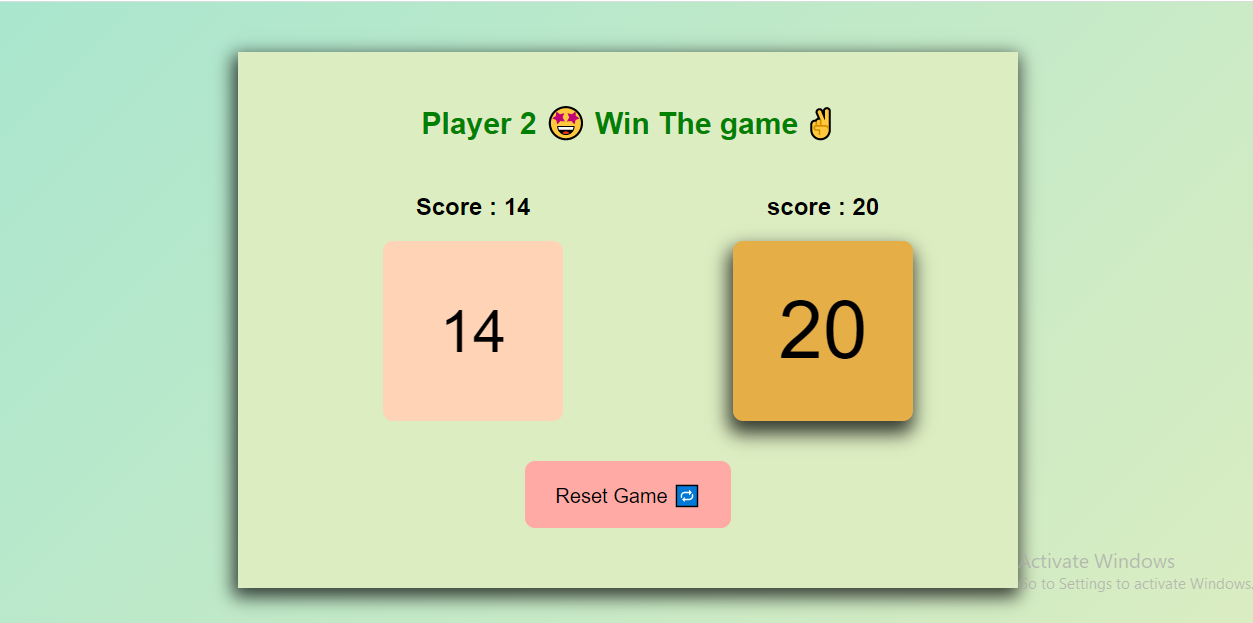 Player 2 🤩 Win The game ✌
Score : 14
score : 20
14
20
Reset Game 🔁
Activate Windows
Go to Settings to activate Windows.